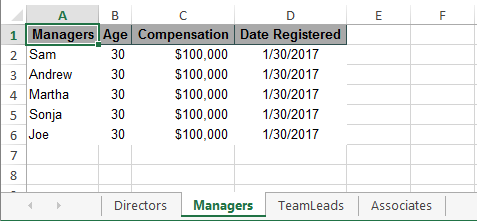 A B C D E F
1 Managers Age Compensation Date Registered
2 Sam 30 $100,000 1/30/2017
3 Andrew 30 $100,000 1/30/2017
4 Martha 30 $100,000 1/30/2017
5 Sonja 30 $100,000 1/30/2017
6 Joe 30 $100,000 1/30/2017
7
8
Directors Managers TeamLeads Associates